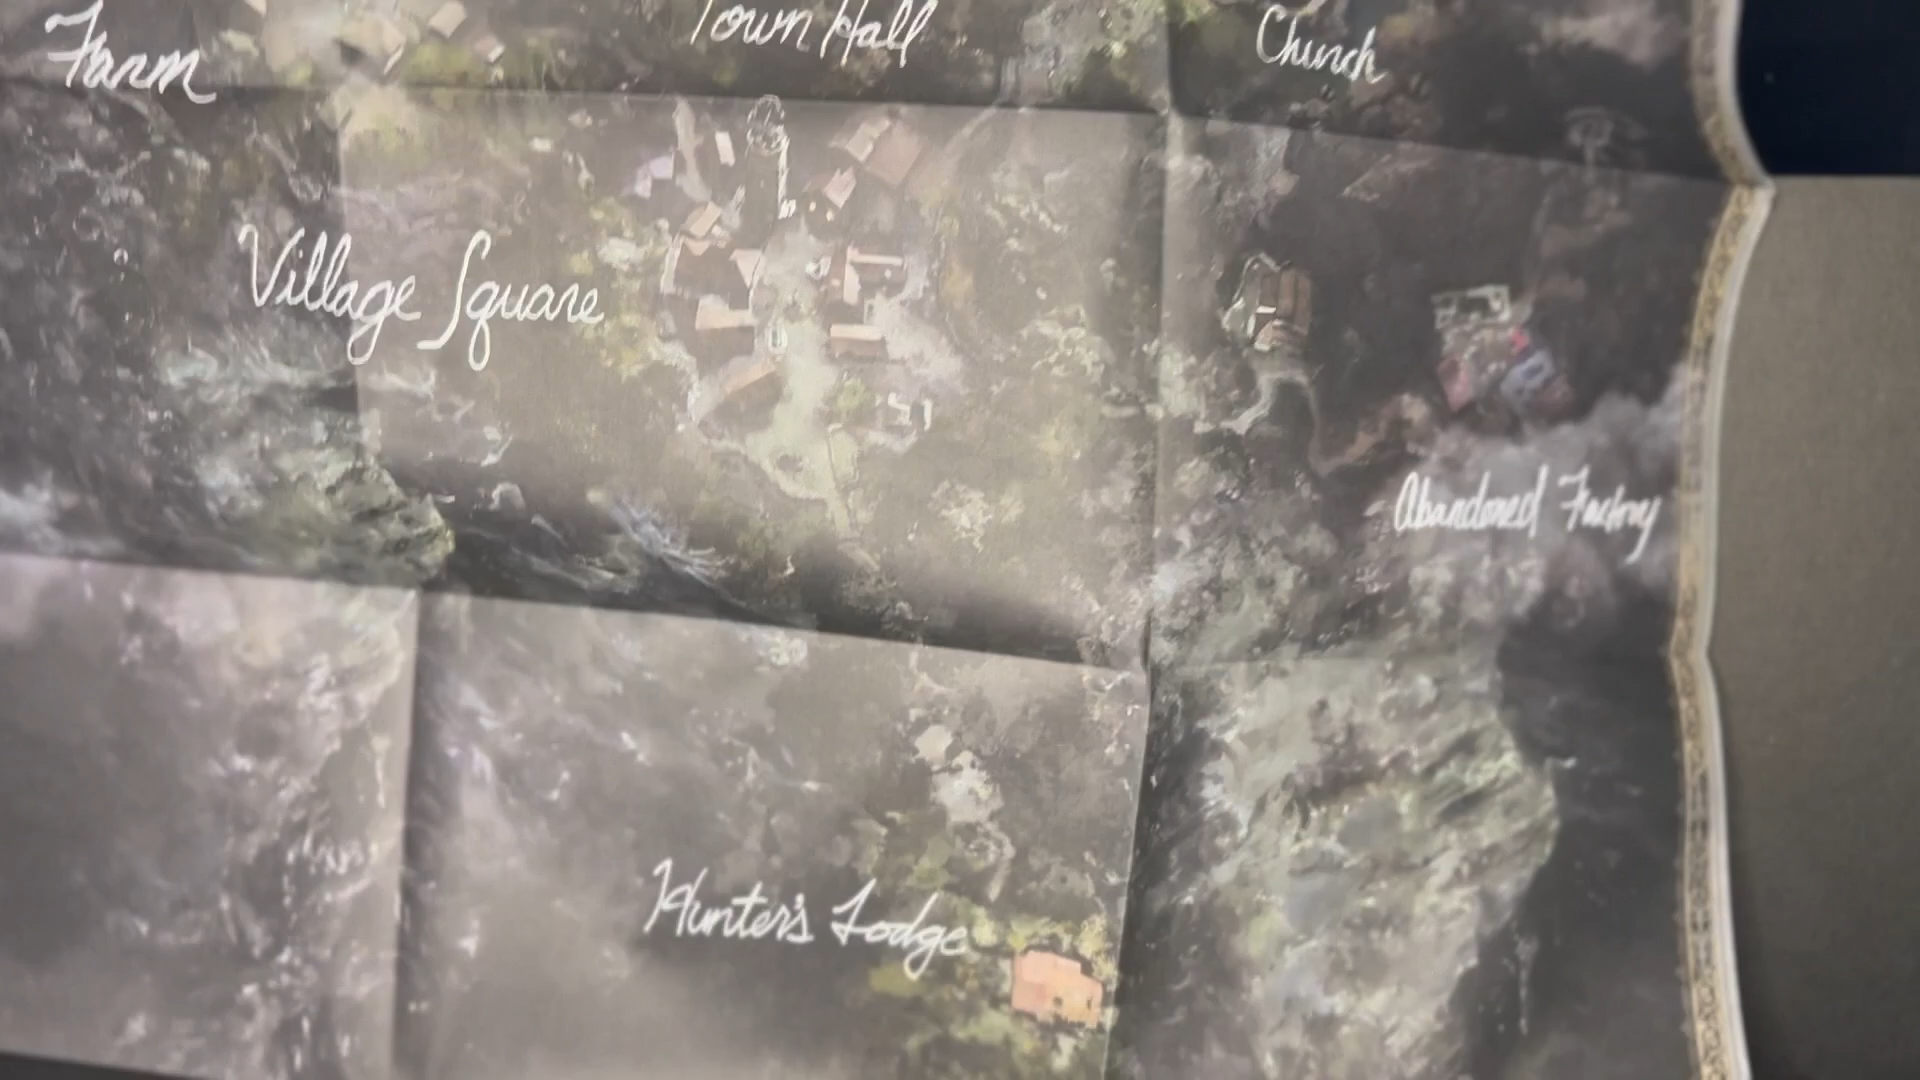 Farm
Town Hall
Church
Village Square
Abandoned Factory
Hunter's Lodge